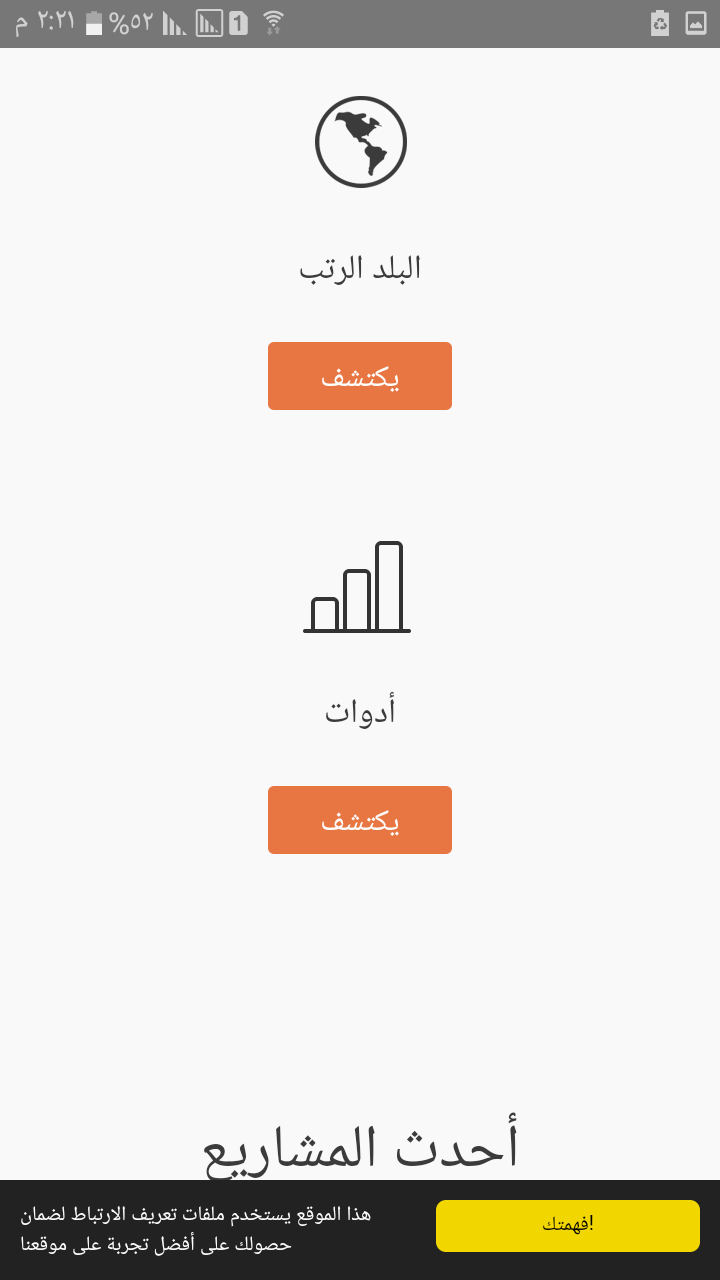 ٢:٢١ م
%٥٢
1
البلد الرتب
يكتشف
أدوات
يكتشف
أحدث المشاريع
هذا الموقع يستخدم ملفات تعريف الارتباط لضمان
حصولك على أفضل تجربة على موقعنا
فهمتك!